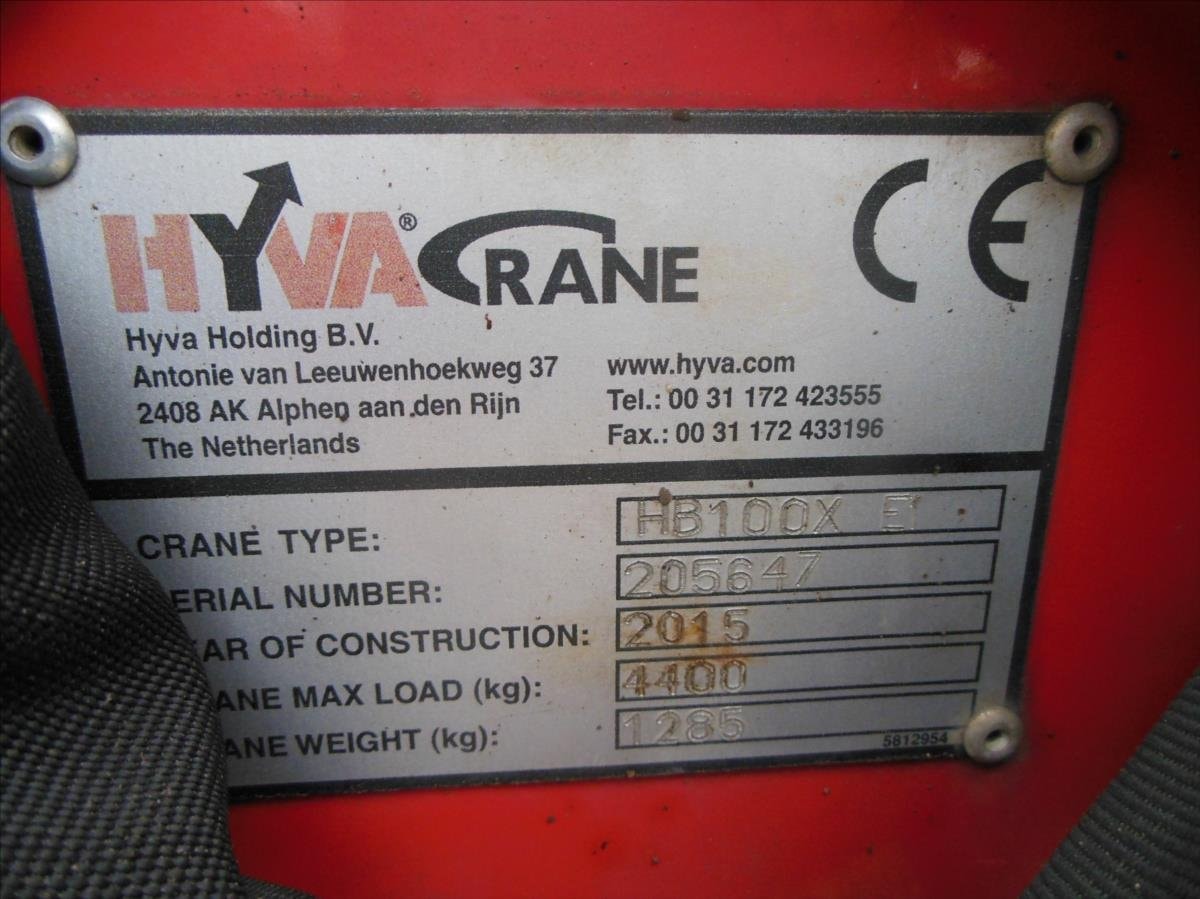 HYVA® CRANE
CE
Hyva Holding B.V.
Antonie van Leeuwenhoekweg 37
2408 AK Alphen aan den Rijn
The Netherlands
www.hyva.com
Tel.: 00 31 172 423555
Fax.: 00 31 172 433196
CRANE TYPE: HB100X E
ERIAL NUMBER: 205647
AR OF CONSTRUCTION: 2015
ANE MAX LOAD (kg): 4400
ANE WEIGHT (kg): 1285
5812954